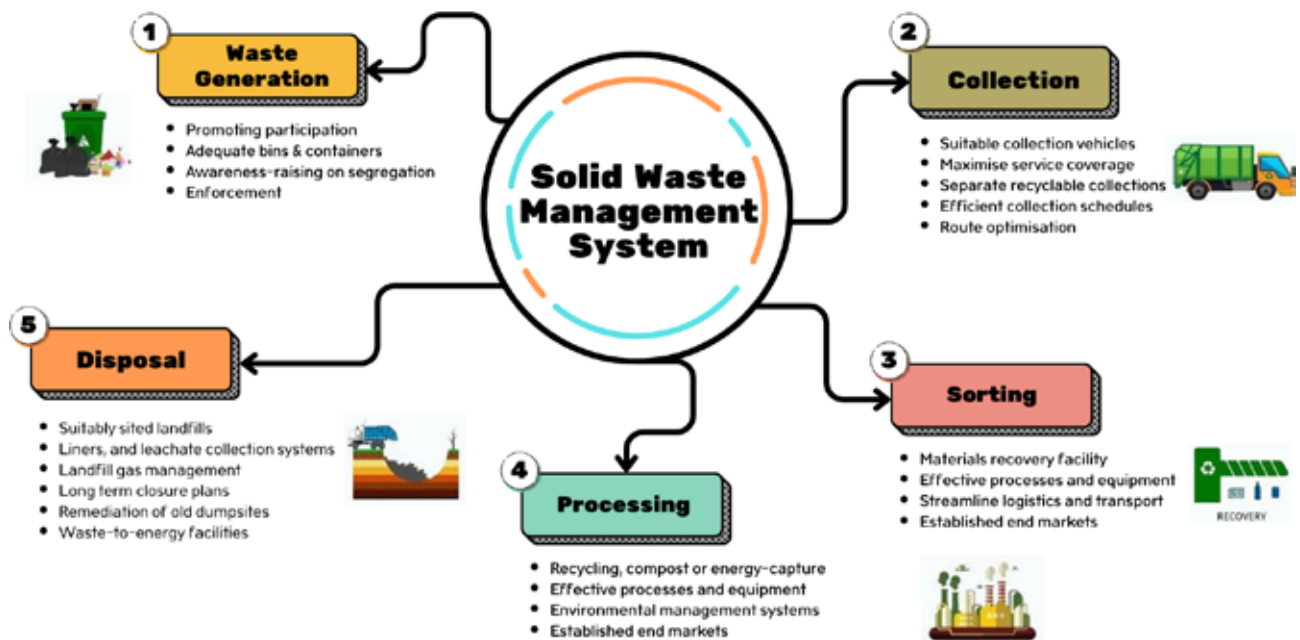 1
Waste
Generation
Promoting participation
Adequate bins & containers
Awareness-raising on segregation
Enforcement
2
Collection
Suitable collection vehicles
Maximise service coverage
Separate recyclable collections
Efficient collection schedules
Route optimisation
Solid Waste
Management
System
3
Sorting
Materials recovery facility
Effective processes and equipment
Streamline logistics and transport
Established end markets
RECOVERY
4
Processing
Recycling, compost or energy-capture
Effective processes and equipment
Environmental management systems
Established end markets
5
Disposal
Suitably sited landfills
Liners, and leachate collection systems
Landfill gas management
Long term closure plans
Remediation of old dumpsites
Waste-to-energy facilities